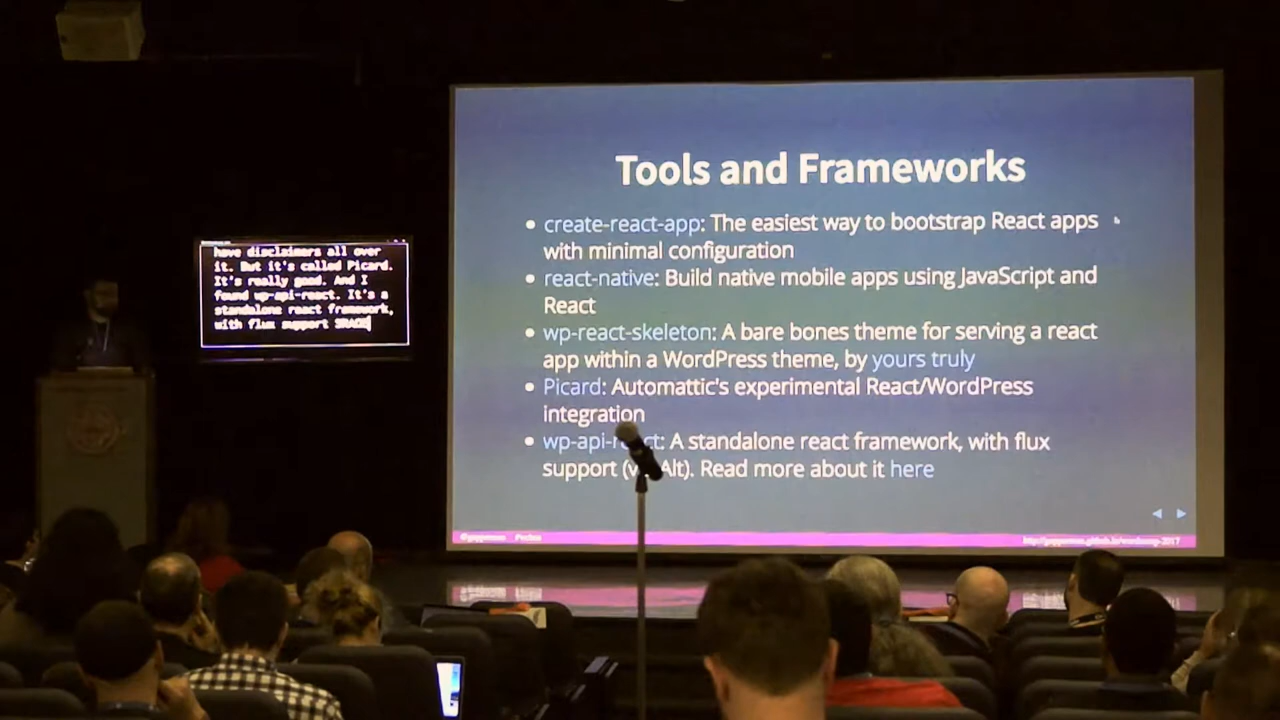 have disclaimers all over
it. But it's called Picard.
It's really good. And I
found wp-api-react. It's a
standalone react framework,
with flux support
Tools and Frameworks
create-react-app: The easiest way to bootstrap React apps
with minimal configuration
react-native: Build native mobile apps using JavaScript and
React
wp-react-skeleton: A bare bones theme for serving a react
app within a WordPress theme, by yours truly
Picard: Automattic's experimental React/WordPress
integration
A standalone react framework, with flux
support Alt). Read more about it here